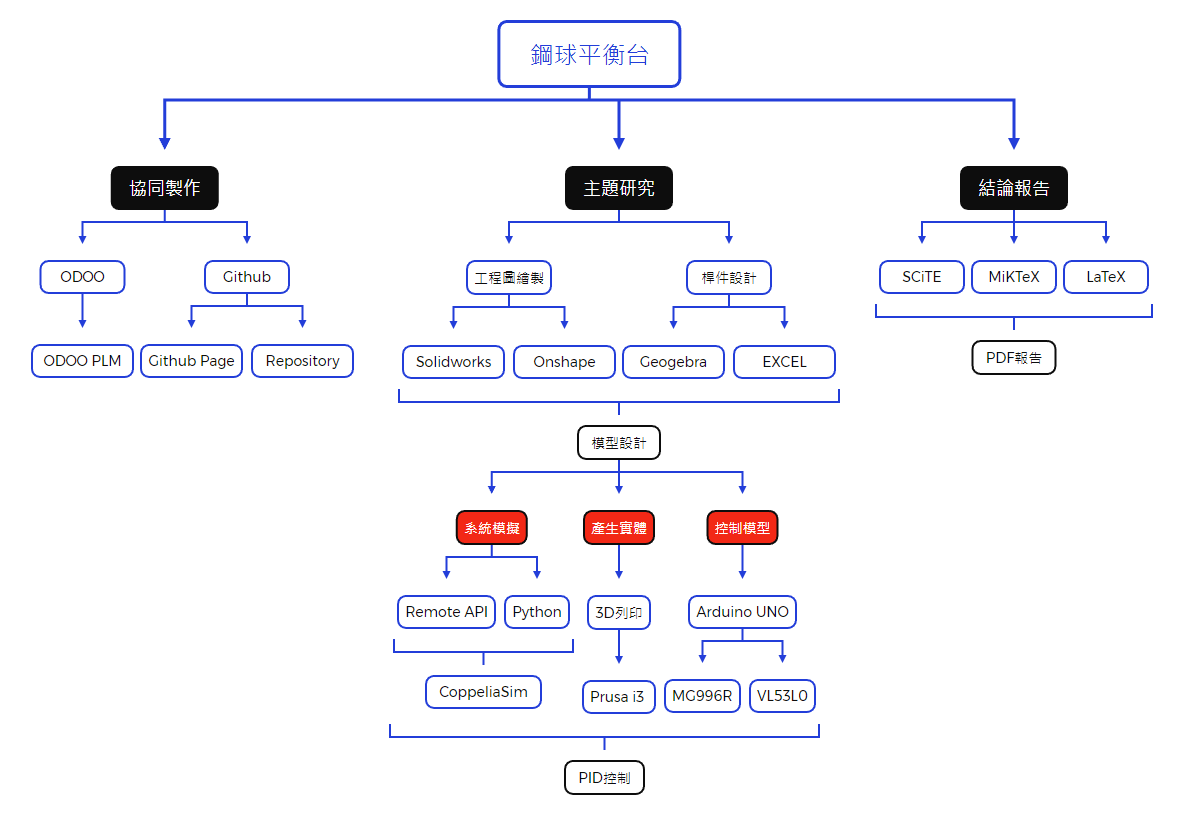 鋼球平衡台
協同製作
主題研究
結論報告
ODOO
Github
工程圖繪製
桿件設計
SCiTE
MiKTeX
LaTeX
ODOO PLM
Github Page
Repository
Solidworks
Onshape
Geogebra
EXCEL
PDF報告
模型設計
系統模擬
產生實體
控制模型
Remote API
Python
3D列印
Arduino UNO
CoppeliaSim
Prusa i3
MG996R
VL53L0
PID控制